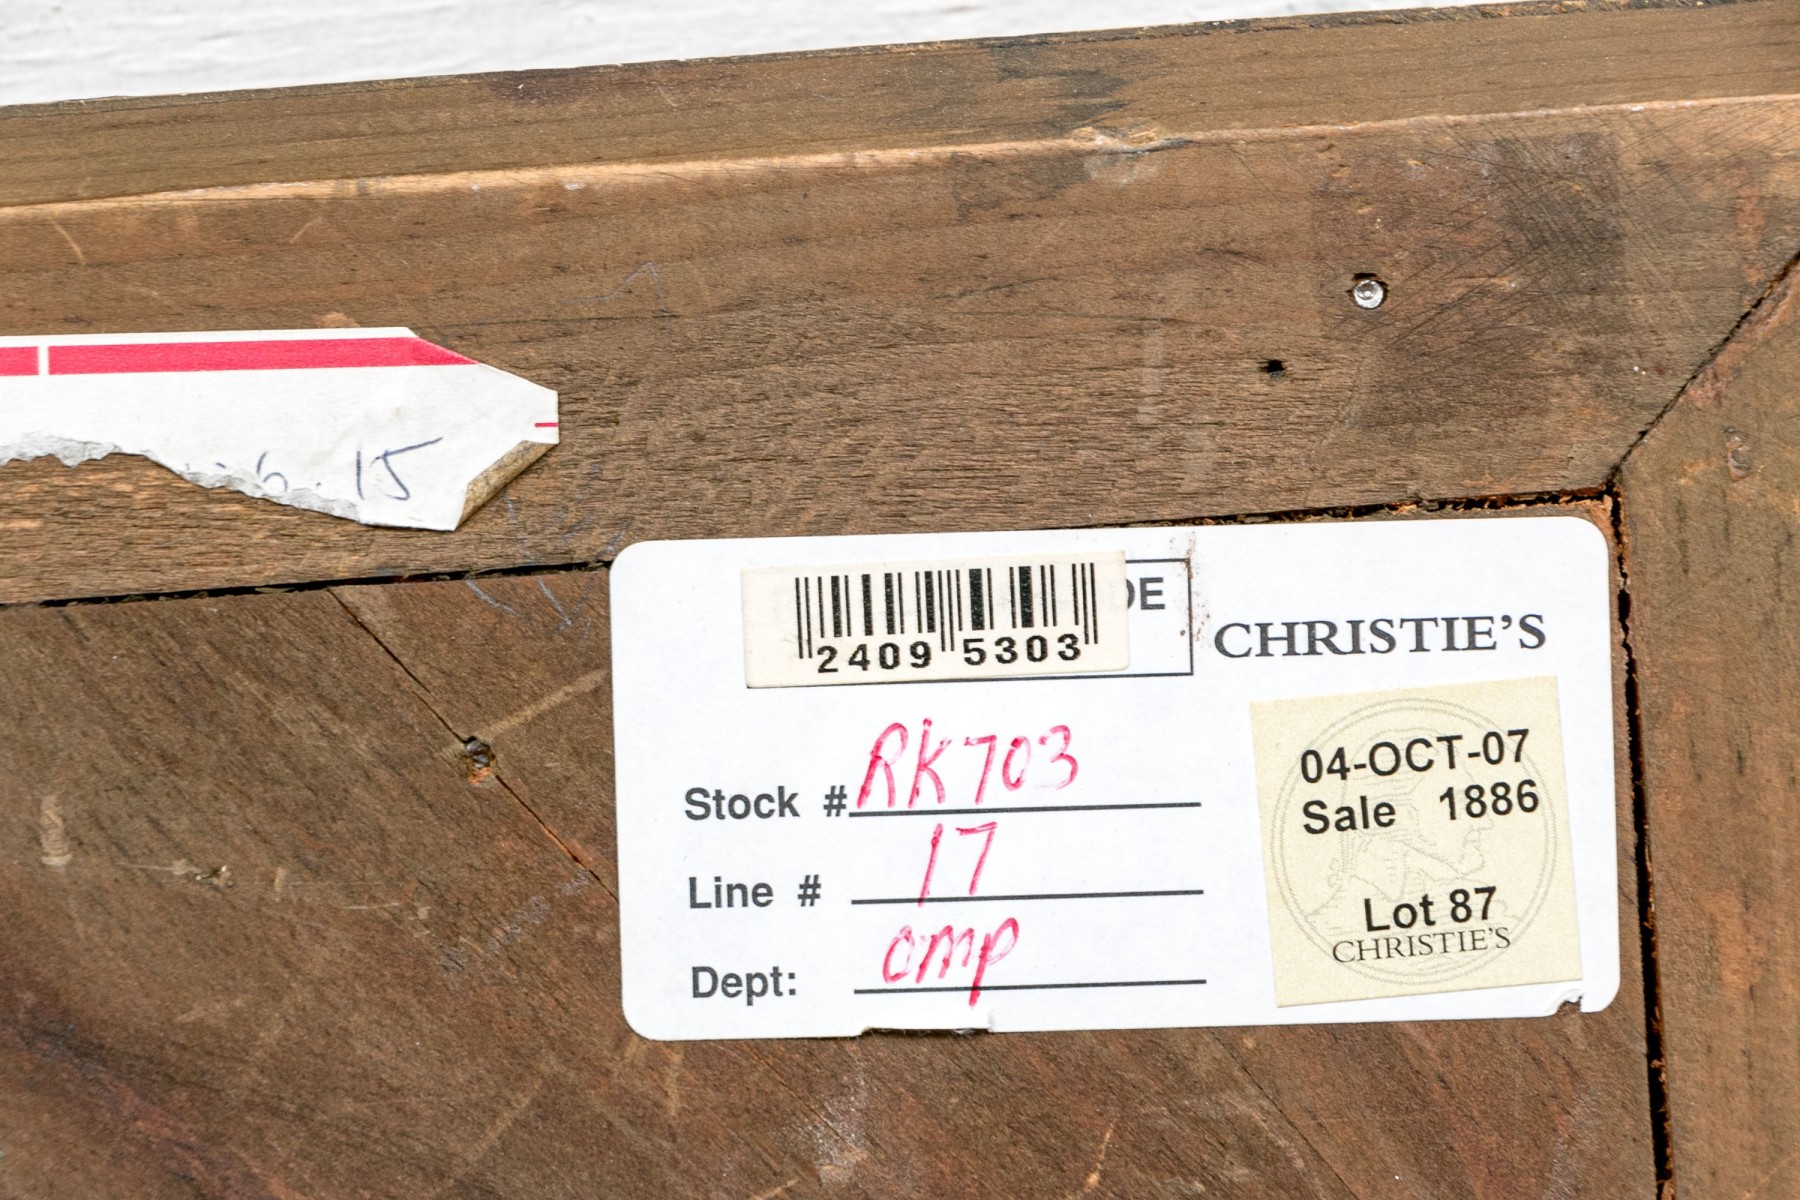 6.15
DE
2409 5303
CHRISTIE'S
Stock # RK703
Line # 17
Dept: OMP
04-OCT-07
Sale 1886
Lot 87
CHRISTIE'S